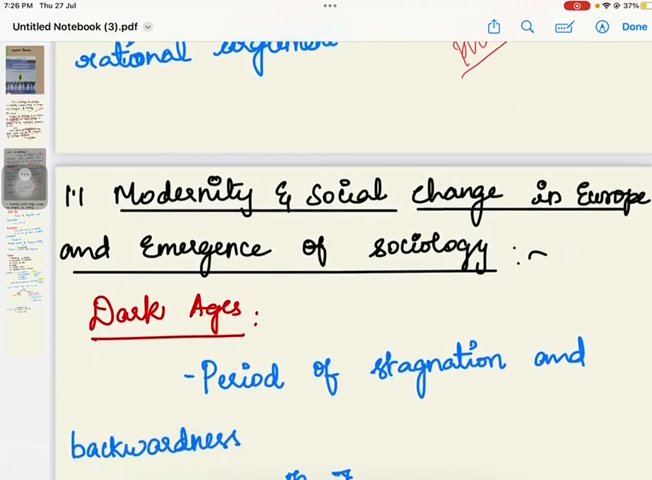 7:26 PM Thu 27 Jul
37%
Untitled Notebook (3).pdf
Done
rational argument
1.1 Modernity & Social change in Europe
and Emergence of sociology :~
Dark Ages:
- Period of stagnation and
backwardness